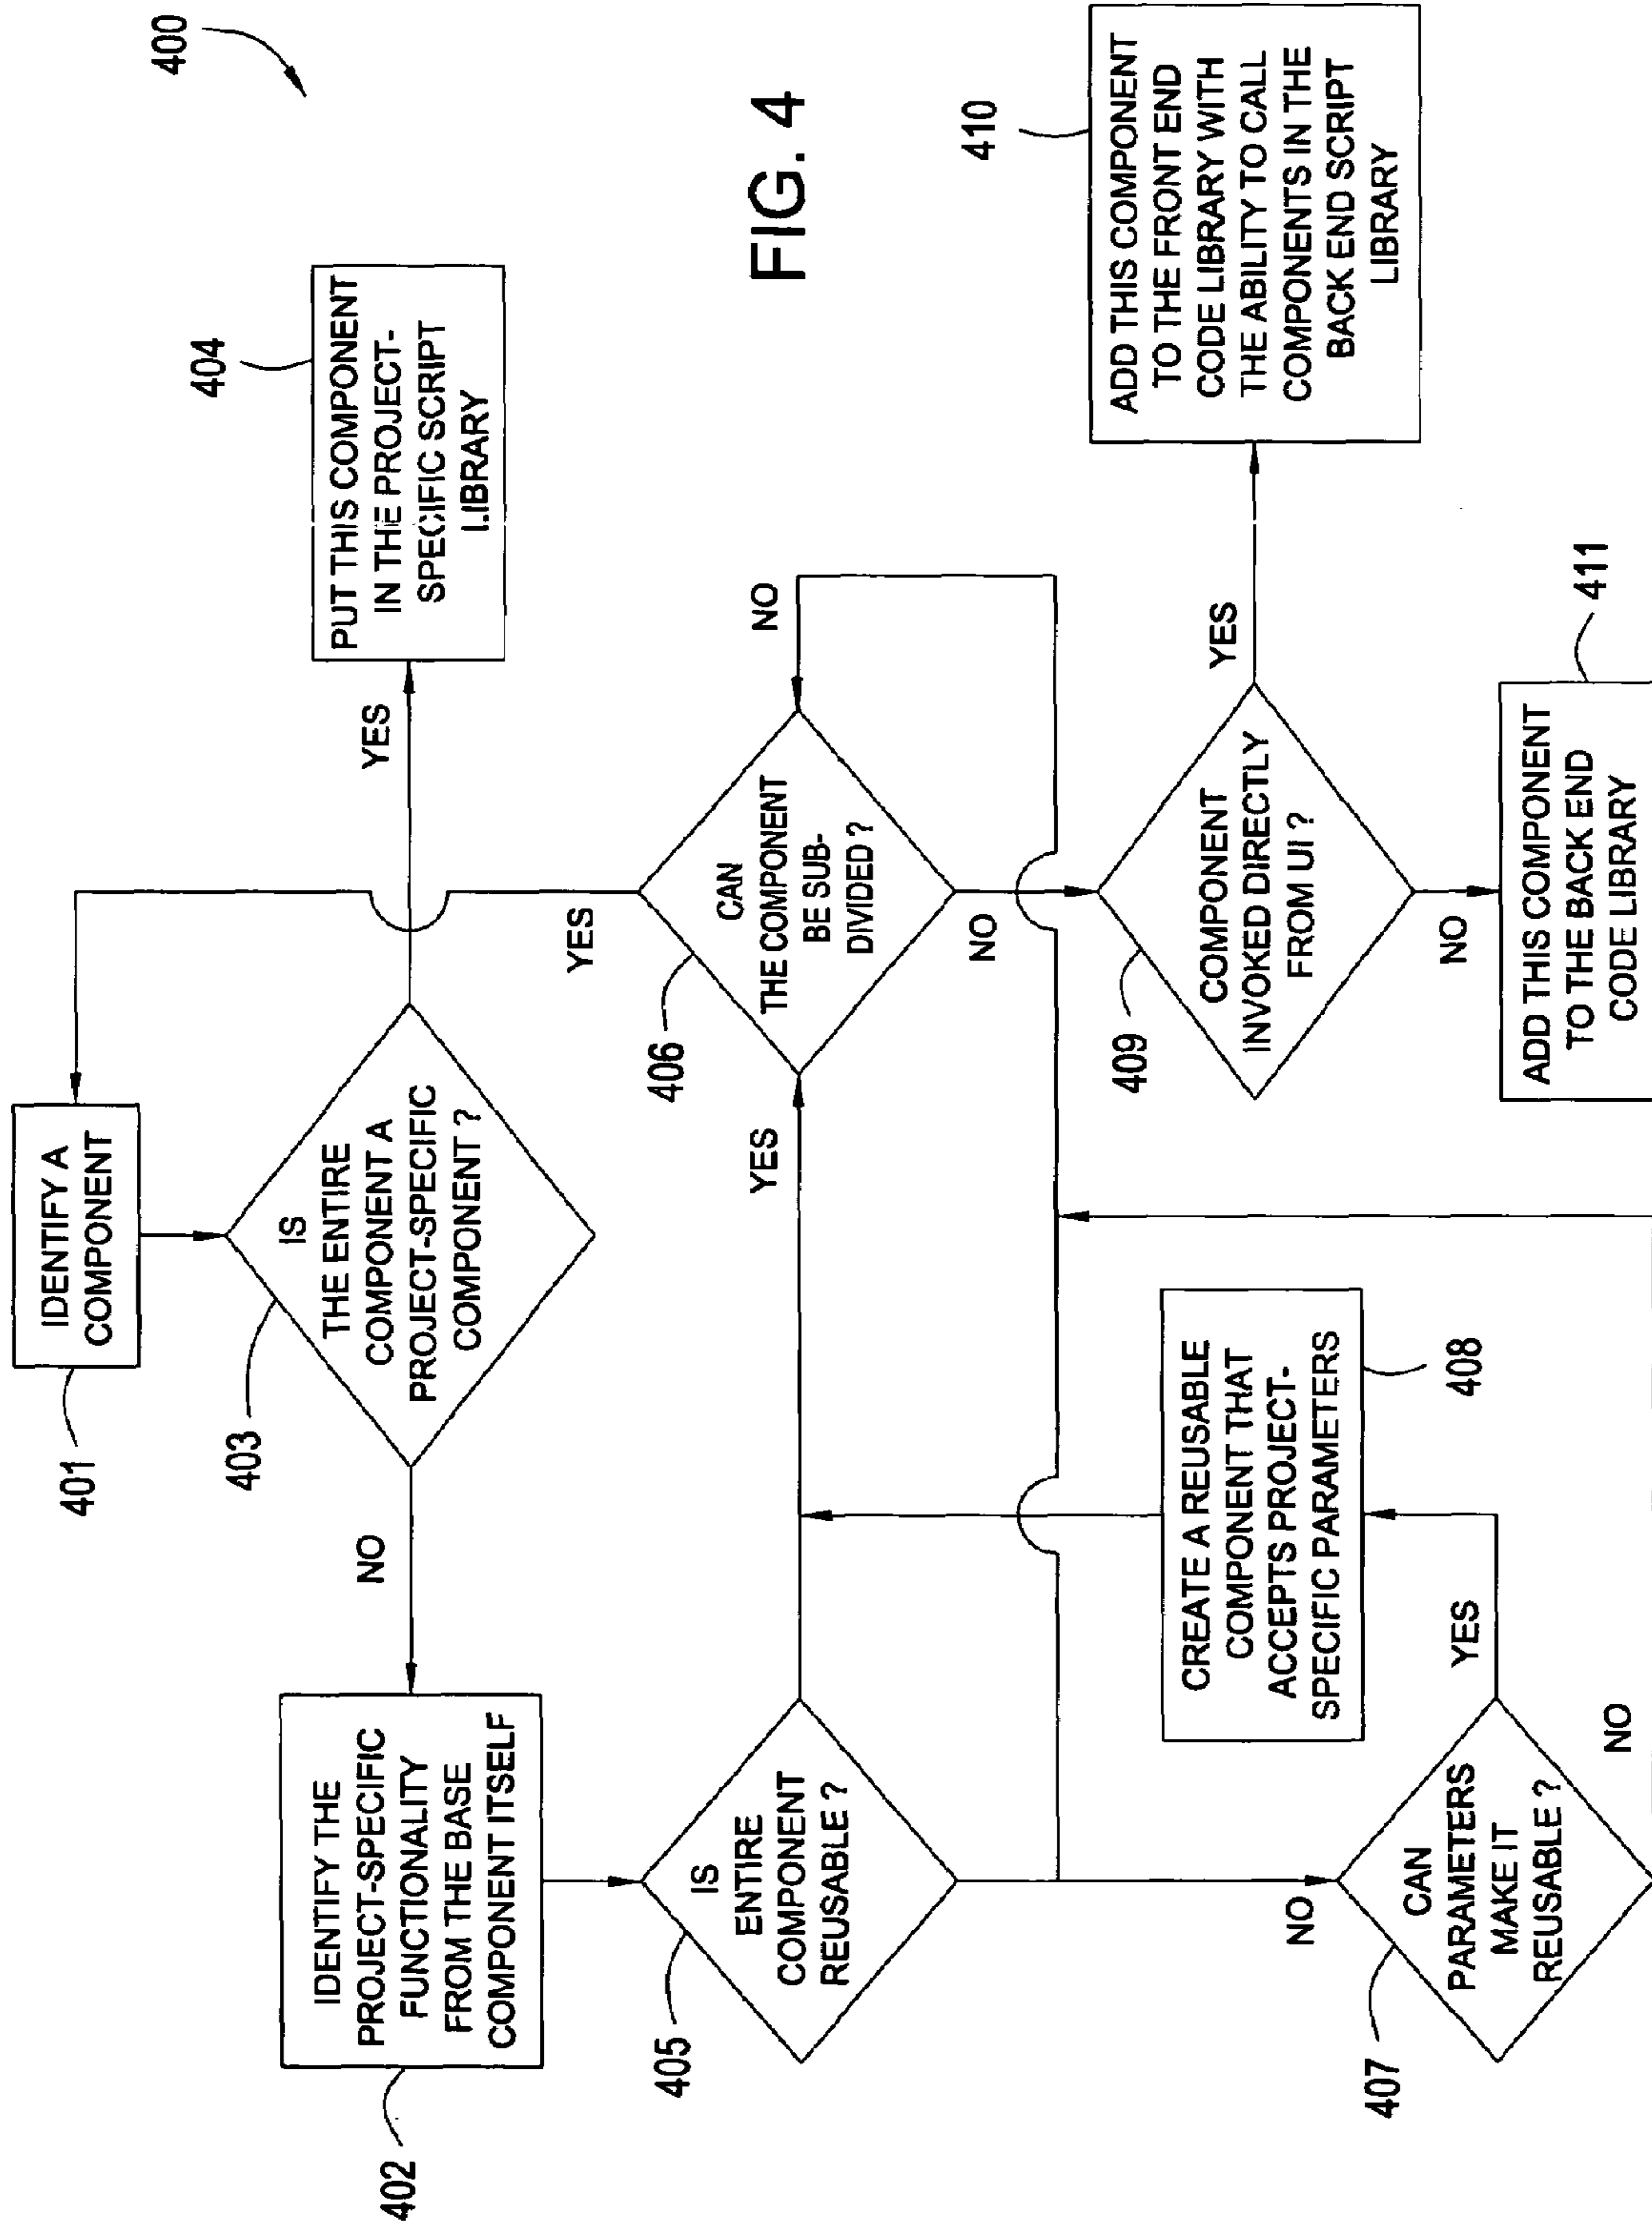 400
IDENTIFY A
COMPONENT
401
IS
THE ENTIRE
COMPONENT A
PROJECT-SPECIFIC
COMPONENT ?
403
YES
PUT THIS COMPONENT
IN THE PROJECT-
SPECIFIC SCRIPT
LIBRARY
404
NO
IDENTIFY THE
PROJECT-SPECIFIC
FUNCTIONALITY
FROM THE BASE
COMPONENT ITSELF
402
IS
ENTIRE
COMPONENT
REUSABLE ?
405
YES
CAN
THE COMPONENT
BE SUB-
DIVIDED ?
406
YES
NO
NO
FIG. 4
NO
CAN
PARAMETERS
MAKE IT
REUSABLE ?
407
YES
NO
CREATE A REUSABLE
COMPONENT THAT
ACCEPTS PROJECT-
SPECIFIC PARAMETERS
408
COMPONENT
INVOKED DIRECTLY
FROM UI ?
409
YES
ADD THIS COMPONENT
TO THE FRONT END
CODE LIBRARY WITH
THE ABILITY TO CALL
COMPONENTS IN THE
BACK END SCRIPT
LIBRARY
410
NO
ADD THIS COMPONENT
TO THE BACK END
CODE LIBRARY
411